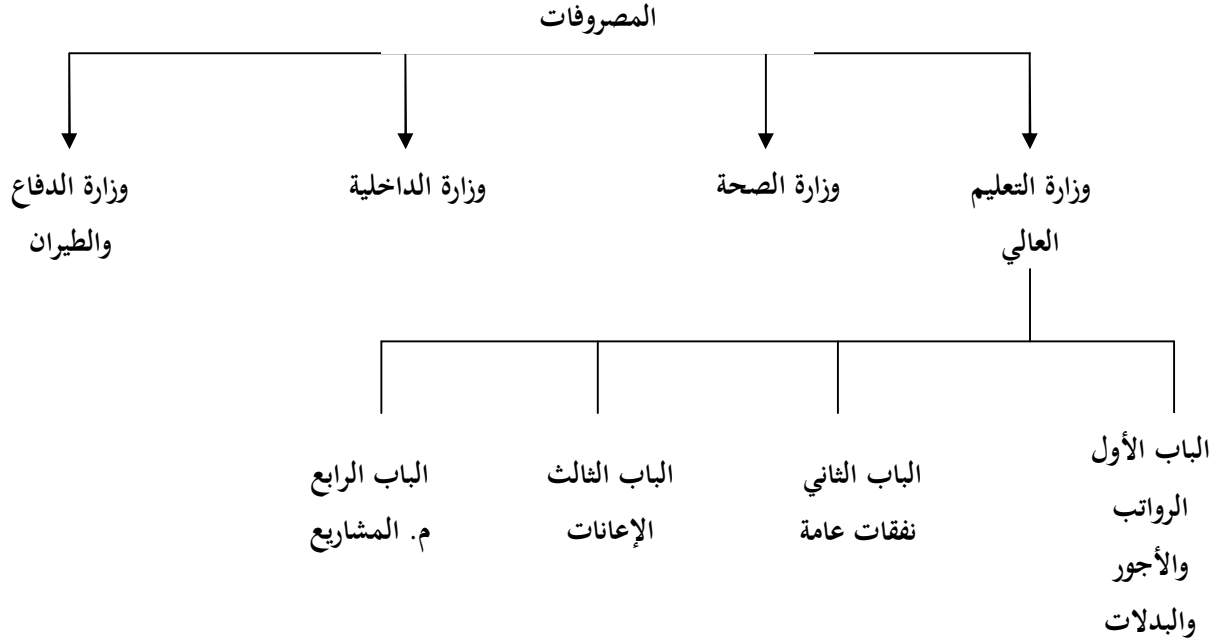 المصروفات
وزارة التعليم
العالي
وزارة الصحة
وزارة الداخلية
وزارة الدفاع
والطيران
الباب الأول
الرواتب
والأجور
والبدلات
الباب الثاني
نفقات عامة
الباب الثالث
الإعانات
الباب الرابع
م. المشاريع